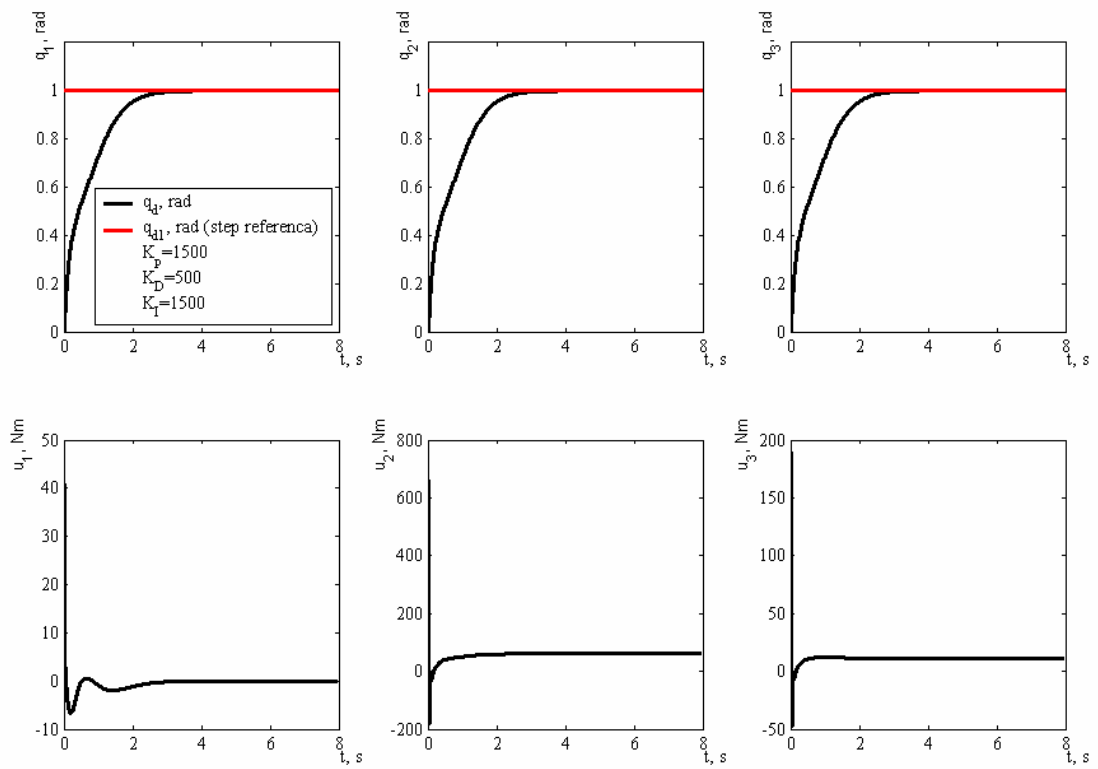 q1, rad
1
0.8
0.6
0.4
0.2
0
0 2 4 6 8
t, s
qd, rad
qd1, rad (step referenca)
KP=1500
KD=500
KI=1500
q2, rad
1
0.8
0.6
0.4
0.2
0
0 2 4 6 8
t, s
q3, rad
1
0.8
0.6
0.4
0.2
0
0 2 4 6 8
t, s
u1, Nm
50
40
30
20
10
0
-10
0 2 4 6 8
t, s
u2, Nm
800
600
400
200
0
-200
0 2 4 6 8
t, s
u3, Nm
200
150
100
50
0
-50
0 2 4 6 8
t, s